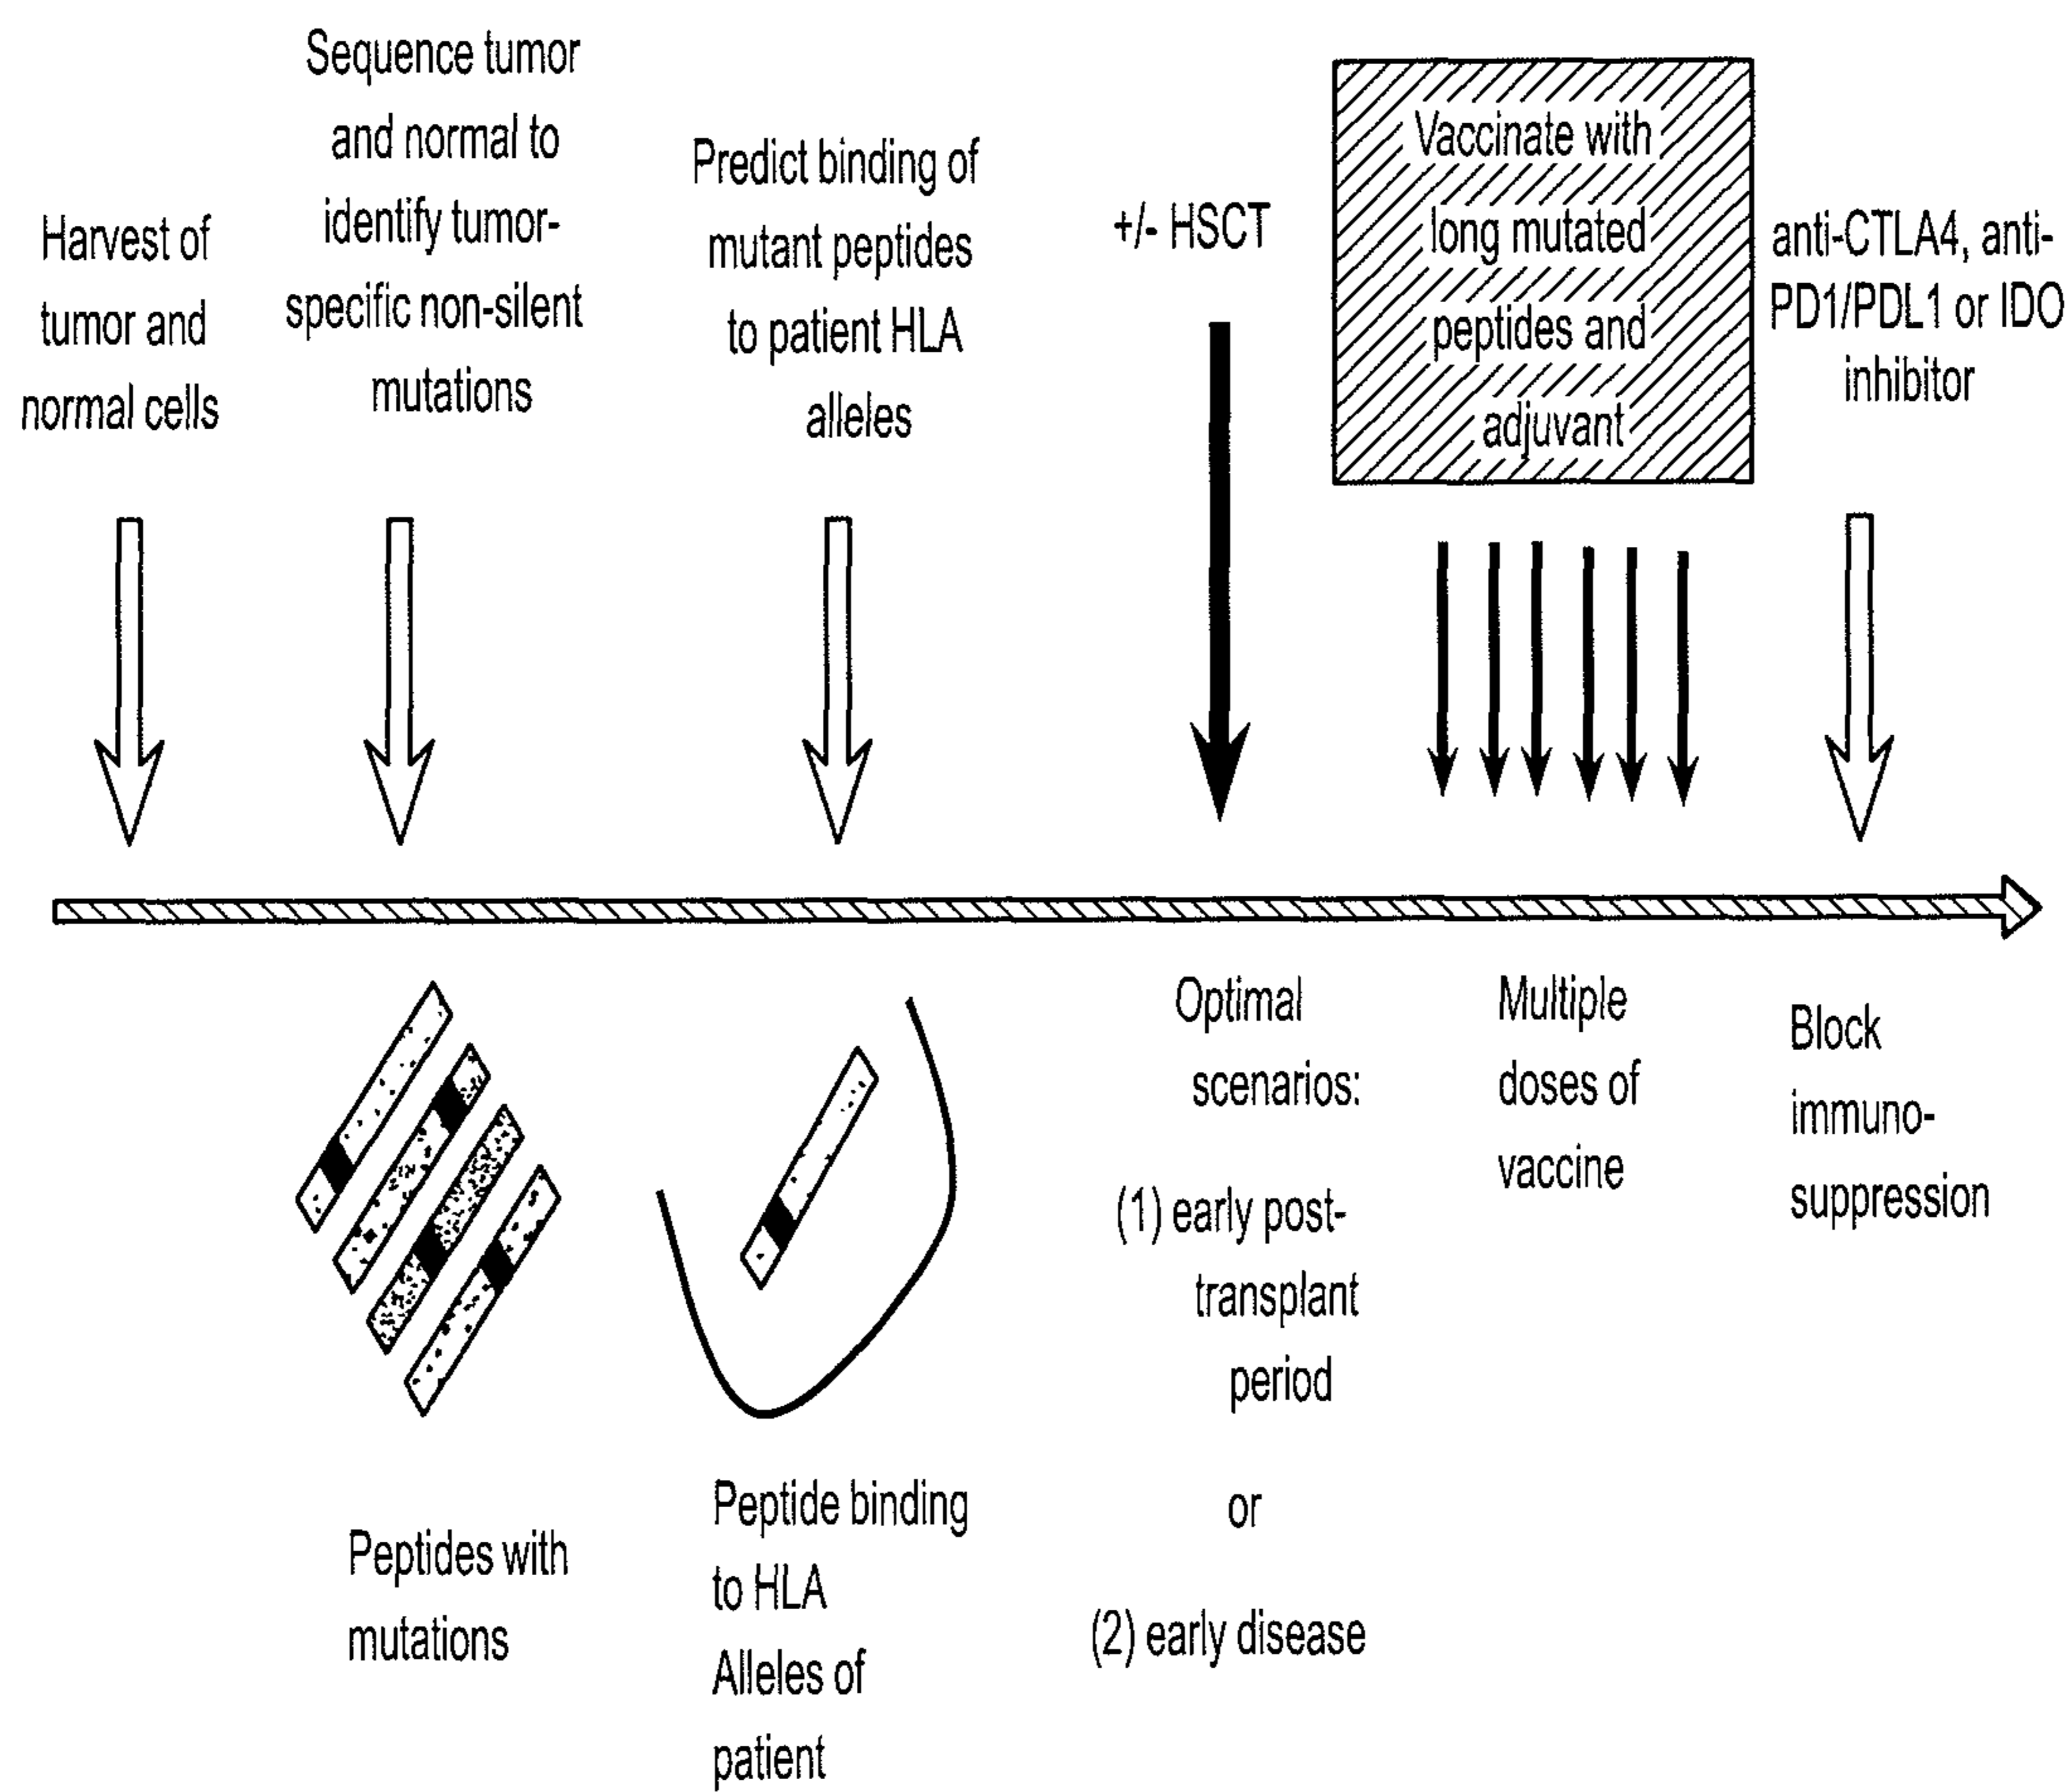 Harvest of
tumor and
normal cells
Sequence tumor
and normal to
identify tumor-
specific non-silent
mutations
Predict binding of
mutant peptides
to patient HLA
alleles
+/- HSCT
Vaccinate with
long mutated
peptides and
adjuvant
anti-CTLA4, anti-
PD1/PDL1 or IDO
inhibitor
Peptides with
mutations
Peptide binding
to HLA
Alleles of
patient
Optimal
scenarios:
(1) early post-
transplant
period
or
(2) early disease
Multiple
doses of
vaccine
Block
immuno-
suppression